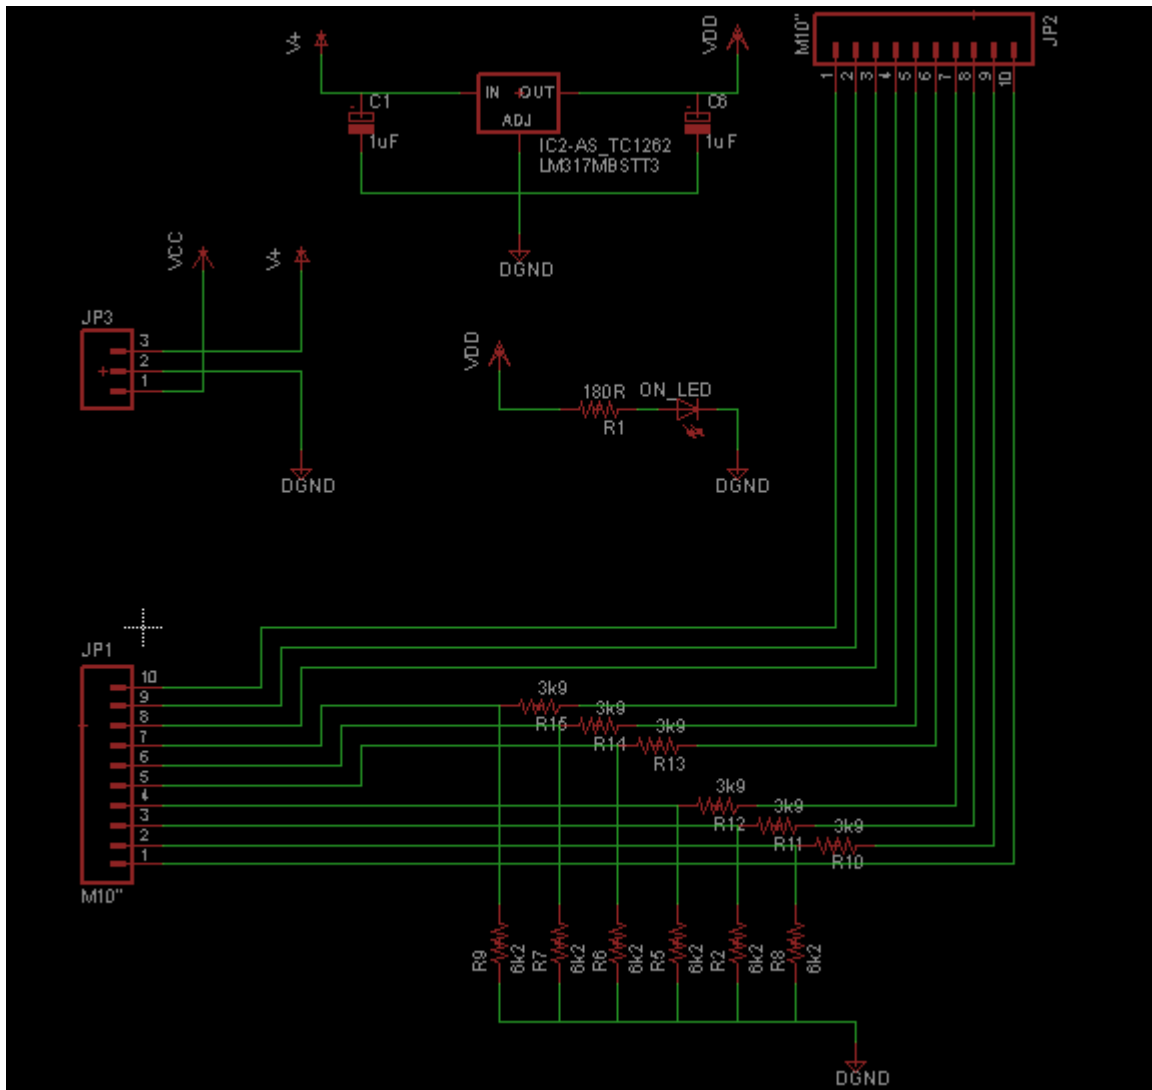 V+
VDD
M10"
JP2
1
2
3
4
5
6
7
8
9
10
C1
1uF
IN
OUT
ADJ
C6
1uF
IC2-AS_TC1262
LM317MBSTT3
DGND
VCC
V+
JP3
3
2
1
DGND
VDD
180R
ON_LED
R1
DGND
JP1
10
9
8
7
6
5
4
3
2
1
M10"
3k9
R15
3k9
R14
3k9
R13
3k9
R12
3k9
R11
3k9
R10
R9
6k2
R7
6k2
R6
6k2
R5
6k2
R2
6k2
R8
6k2
DGND